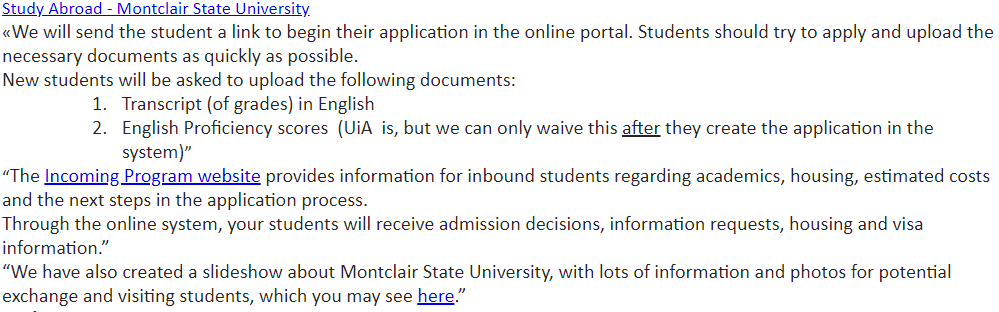 Study Abroad - Montclair State University
«We will send the student a link to begin their application in the online portal. Students should try to apply and upload the
necessary documents as quickly as possible.
New students will be asked to upload the following documents:
1. Transcript (of grades) in English
2. English Proficiency scores (UiA is, but we can only waive this after they create the application in the
system)”
“The Incoming Program website provides information for inbound students regarding academics, housing, estimated costs
and the next steps in the application process.
Through the online system, your students will receive admission decisions, information requests, housing and visa
information.”
“We have also created a slideshow about Montclair State University, with lots of information and photos for potential
exchange and visiting students, which you may see here.”